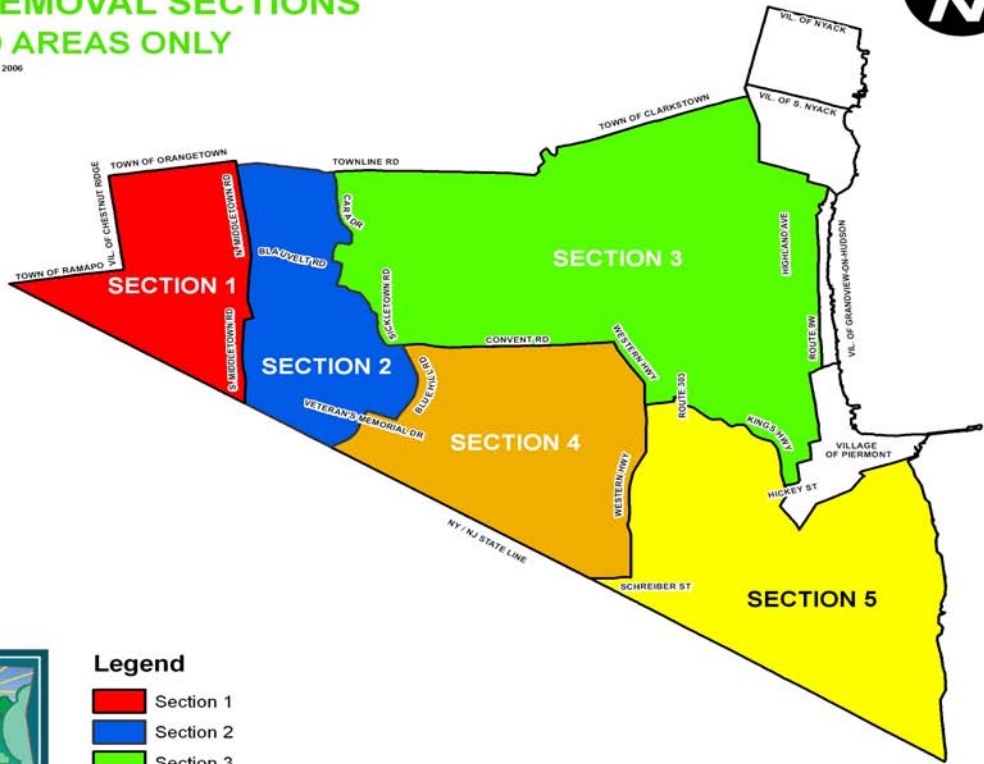 EMOVAL SECTIONS
AREAS ONLY
2006
N
VIL. OF NYACK
VIL. OF S. NYACK
TOWN OF CLARKSTOWN
TOWN OF ORANGETOWN
TOWNLINE RD
VIL. OF CHESTNUT RIDGE
N. MIDDLETOWN RD
CARA DR
HIGHLAND AVE
VIL. OF GRANDVIEW-ON-HUDSON
BLAUVELT RD
SECTION 3
TOWN OF RAMAPO
SECTION 1
SICKLETOWN RD
S. MIDDLETOWN RD
CONVENT RD
WESTERN HWY
ROUTE 9W
SECTION 2
BLUEHILL RD
ROUTE 303
VETERAN'S MEMORIAL DR
SECTION 4
KINGS HWY
VILLAGE
OF PIERMONT
WESTERN HWY
HICKEY ST
NY / NJ STATE LINE
SCHREIBER ST
SECTION 5
Legend
Section 1
Section 2
Section 3